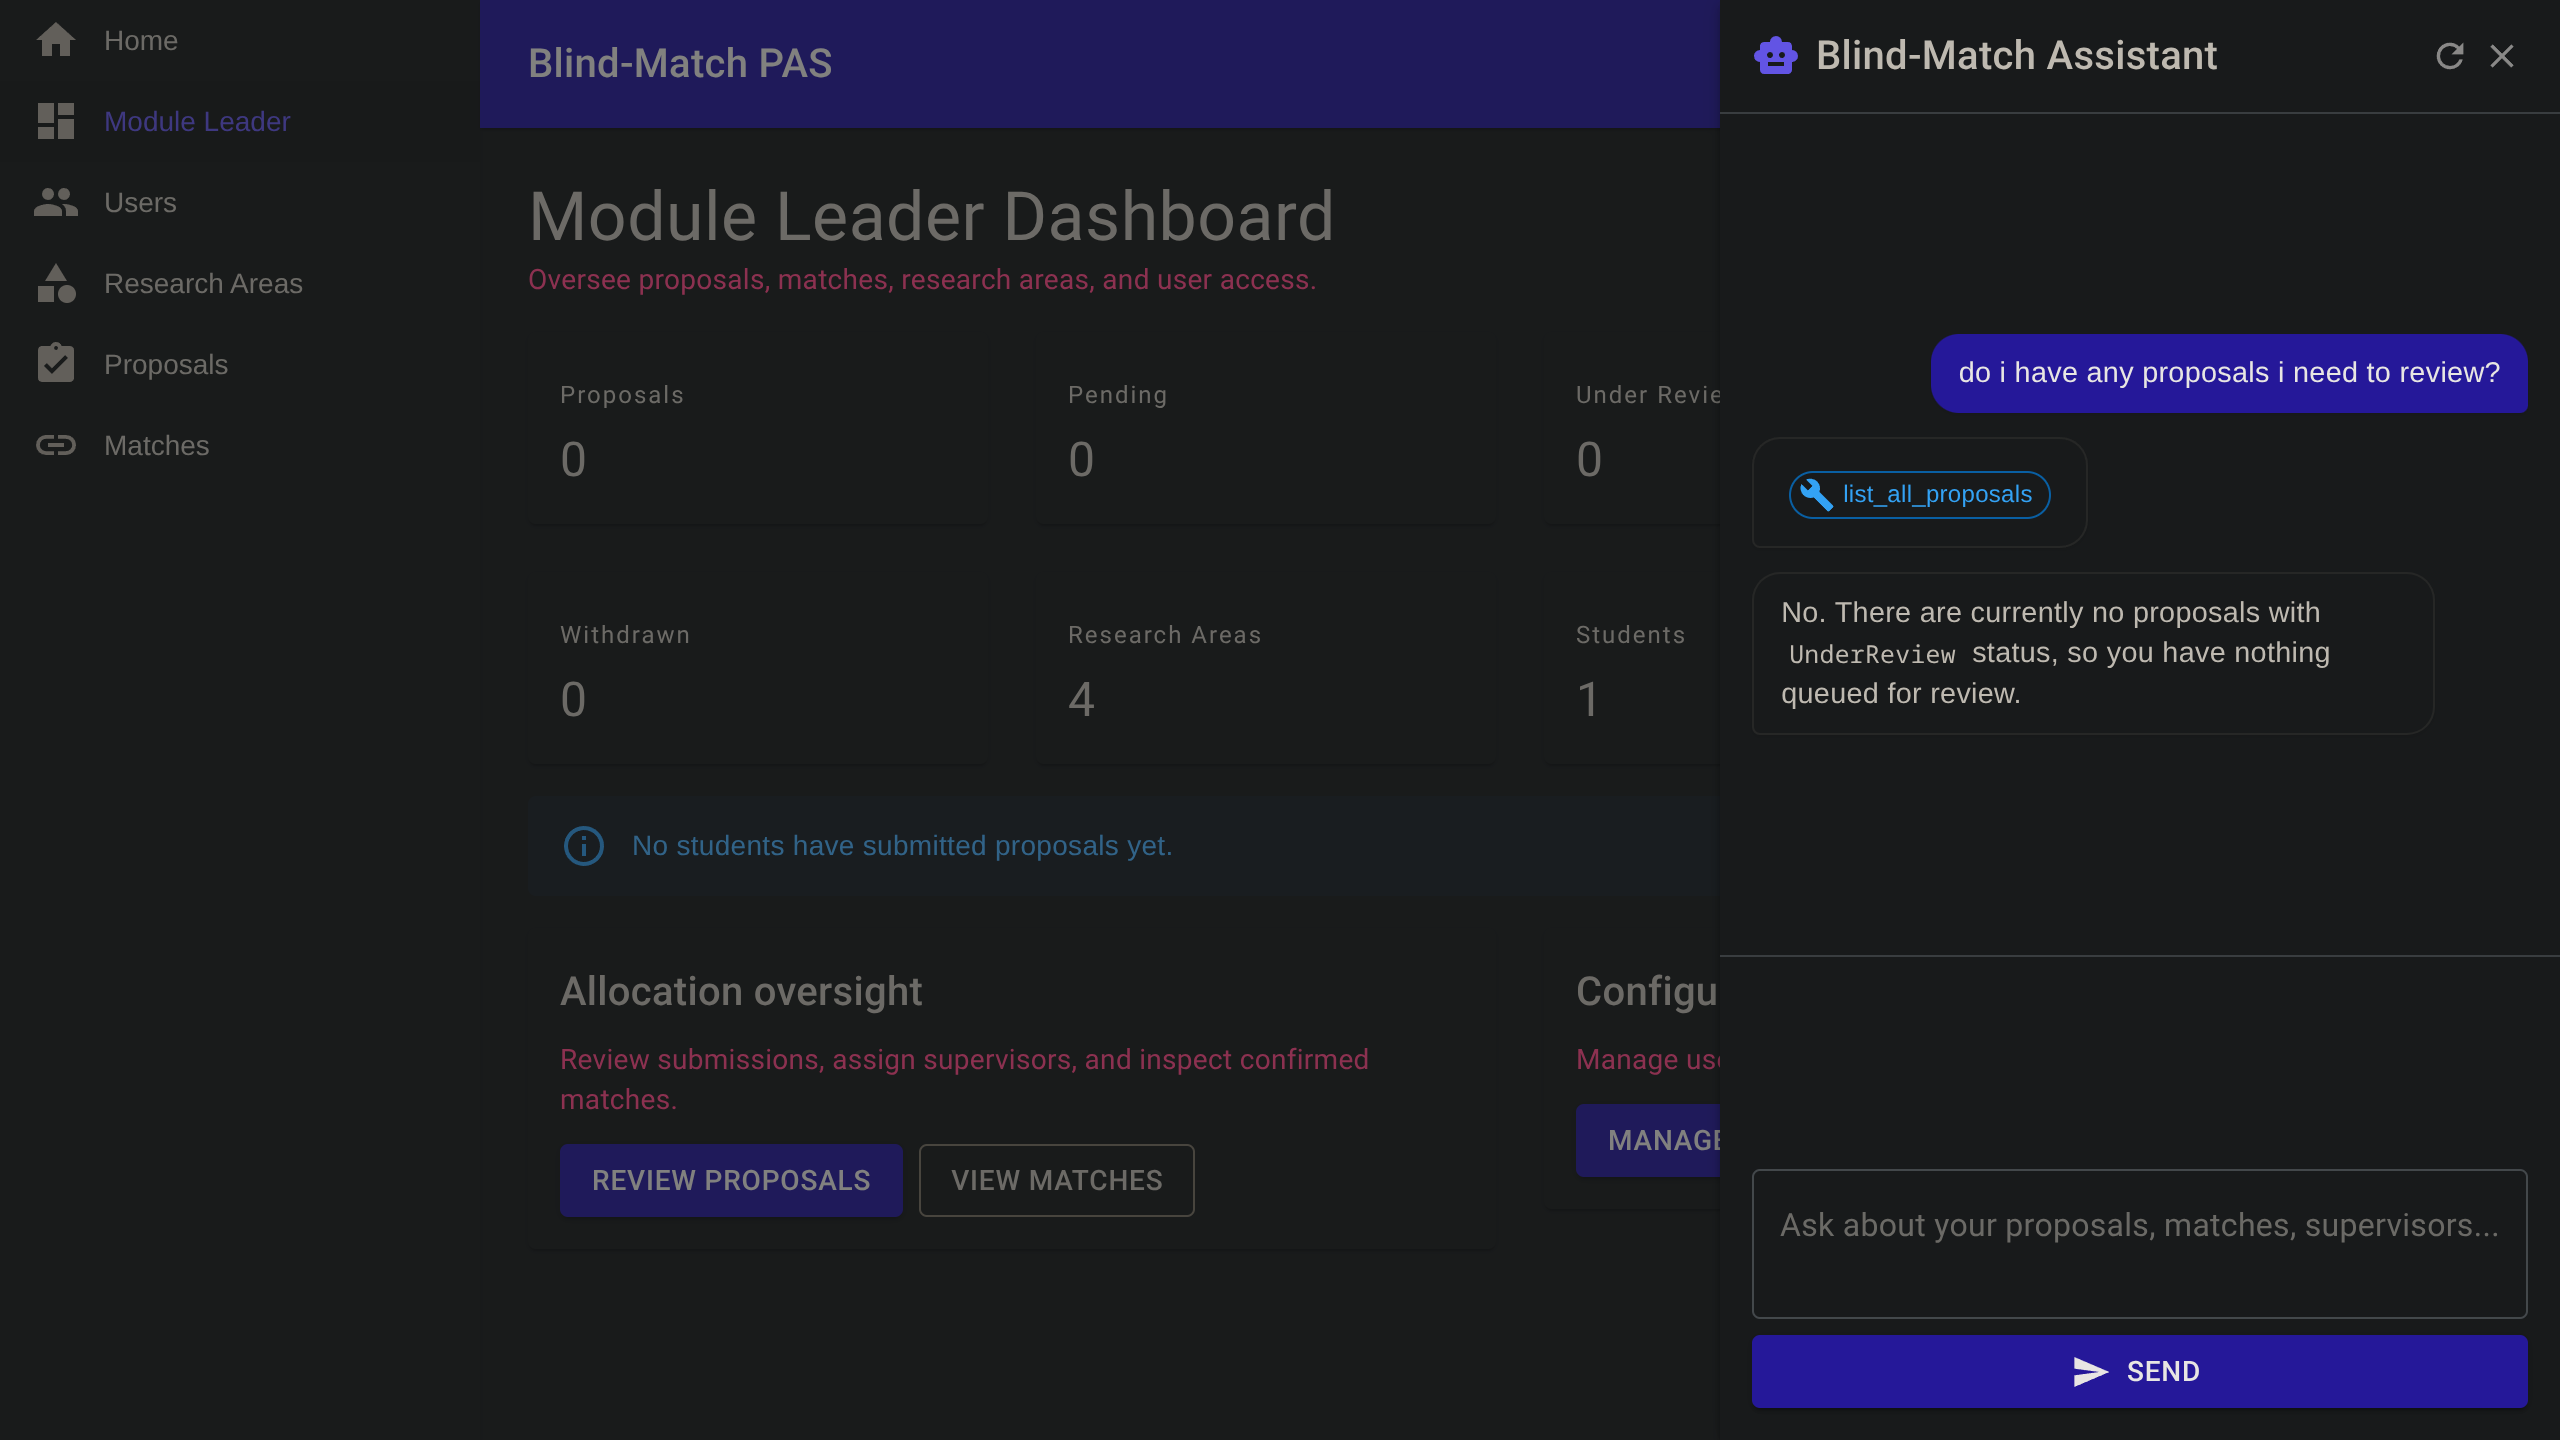 Home
Module Leader
Users
Research Areas
Proposals
Matches
Blind-Match PAS
Module Leader Dashboard
Oversee proposals, matches, research areas, and user access.
Proposals
0
Pending
0
Under Revie
0
Withdrawn
0
Research Areas
4
Students
1
No students have submitted proposals yet.
Allocation oversight
Review submissions, assign supervisors, and inspect confirmed
matches.
REVIEW PROPOSALS
VIEW MATCHES
Configu
Manage us
MANAGE
Blind-Match Assistant
do i have any proposals i need to review?
list_all_proposals
No. There are currently no proposals with
UnderReview status, so you have nothing
queued for review.
Ask about your proposals, matches, supervisors...
SEND